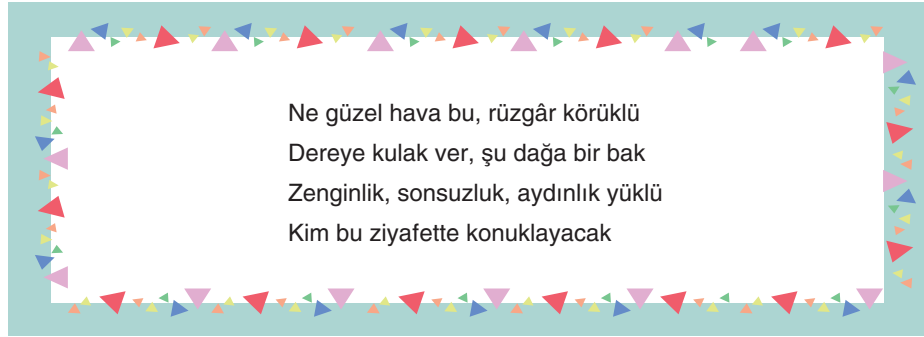 Ne güzel hava bu, rüzgâr körüklü
Dereye kulak ver, şu dağa bir bak
Zenginlik, sonsuzluk, aydınlık yüklü
Kim bu ziyafette konuklayacak